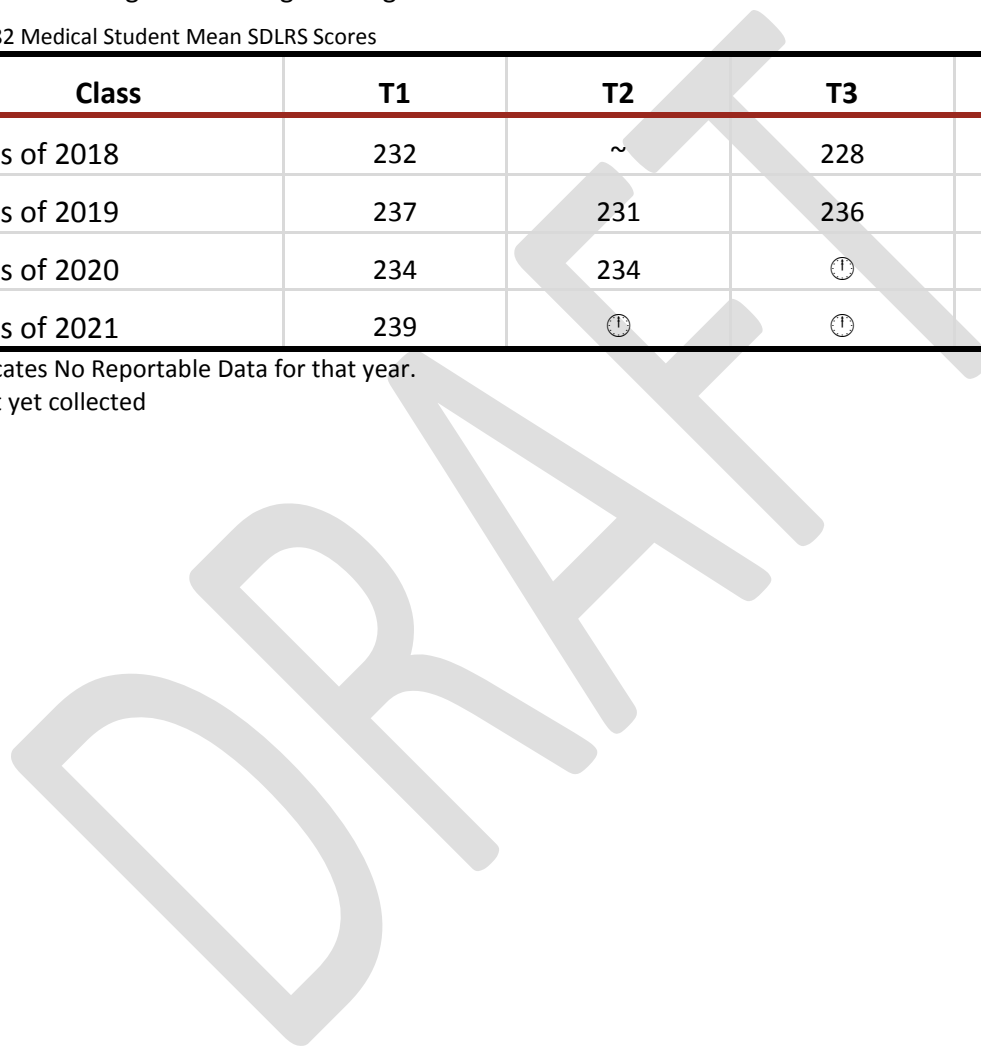 32 Medical Student Mean SDLRS Scores
Class T1 T2 T3
s of 2018 232 ~ 228
s of 2019 237 231 236
s of 2020 234 234 🕛
s of 2021 239 🕛 🕛
cates No Reportable Data for that year.
t yet collected
DRAFT